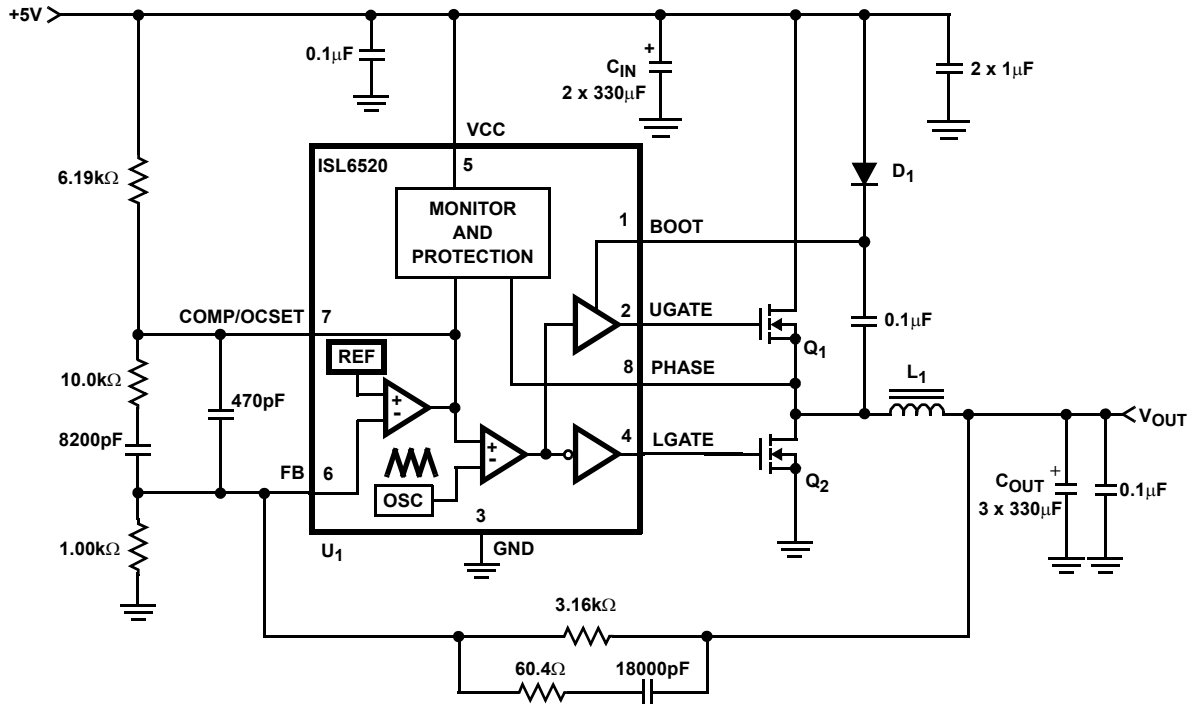 +5V
0.1μF
C_IN
2 x 330μF
2 x 1μF
VCC
ISL6520
5
6.19kΩ
MONITOR
AND
PROTECTION
D1
1
BOOT
COMP/OCSET
7
2
UGATE
0.1μF
Q1
REF
8
PHASE
L1
10.0kΩ
470pF
+
-
+
-
4
LGATE
VOUT
8200pF
FB
6
OSC
Q2
COUT
+
3 x 330μF
0.1μF
3
GND
1.00kΩ
U1
3.16kΩ
60.4Ω
18000pF